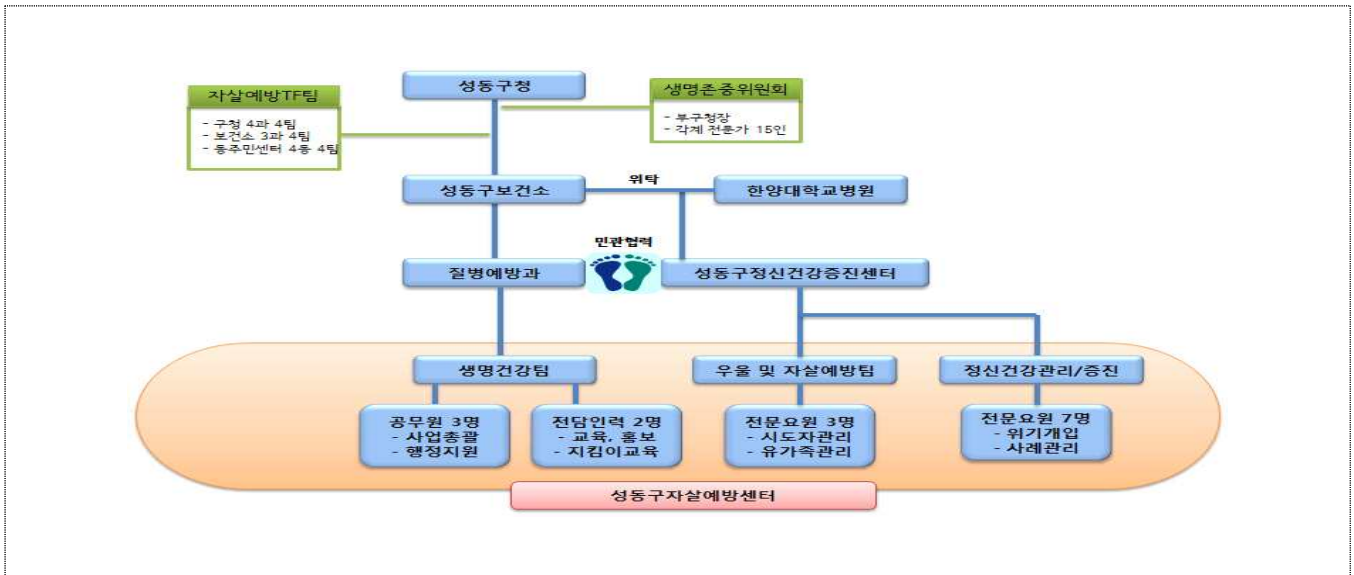 성동구청
자살예방TF팀
- 구청 4과 4팀
- 보건소 3과 4팀
- 동주민센터 4동 4팀
생명존중위원회
- 부구청장
- 각계 전문가 15인
성동구보건소
위탁
한양대학교병원
민관협력
질병예방과
성동구정신건강증진센터
생명건강팀
우울 및 자살예방팀
정신건강관리/증진
공무원 3명
- 사업총괄
- 행정지원
전담인력 2명
- 교육, 홍보
- 지킴이교육
전문요원 3명
- 시도자관리
- 유가족관리
전문요원 7명
- 위기개입
- 사례관리
성동구자살예방센터